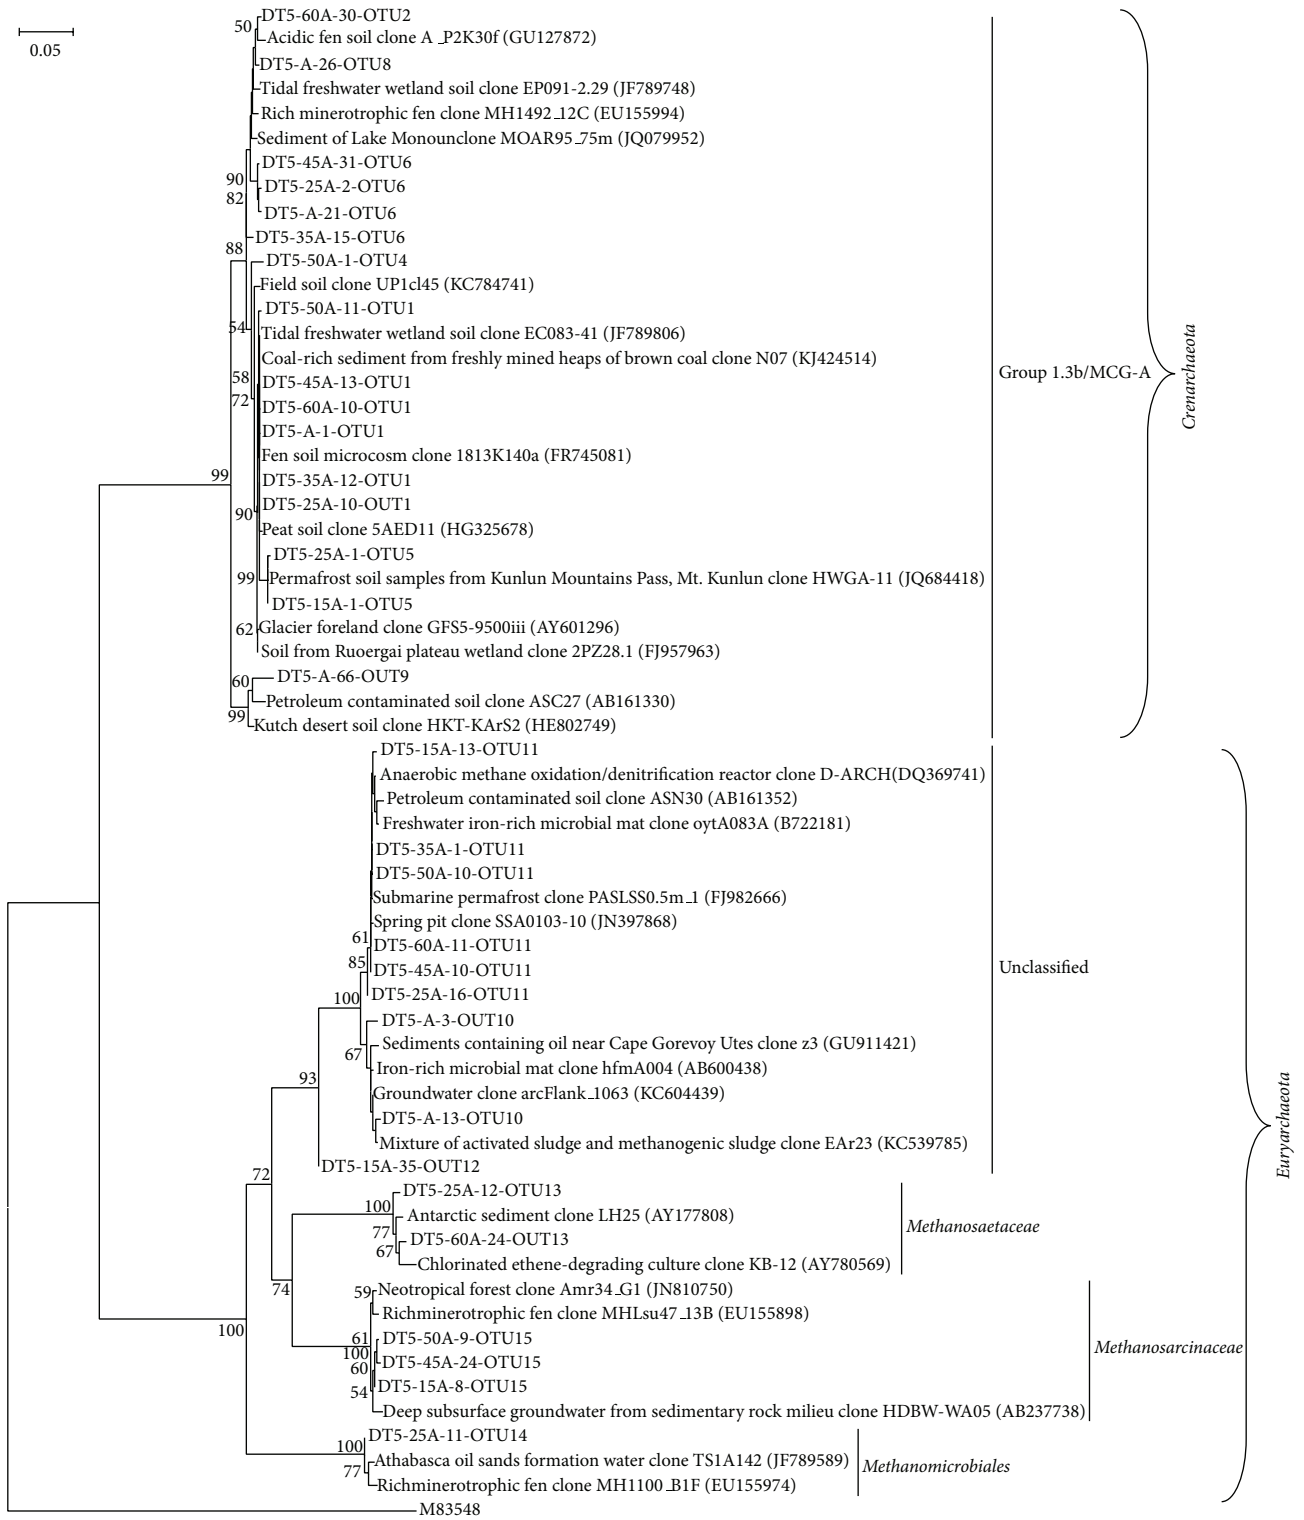 0.05
50
DT5-60A-30-OTU2
Acidic fen soil clone A_P2K30f (GU127872)
DT5-A-26-OTU8
Tidal freshwater wetland soil clone EP091-2.29 (JF789748)
Rich minerotrophic fen clone MH1492_12C (EU155994)
Sediment of Lake Monounclone MOAR95_75m (JQ079952)
DT5-45A-31-OTU6
90
DT5-25A-2-OTU6
82
DT5-A-21-OTU6
DT5-35A-15-OTU6
88
DT5-50A-1-OTU4
Field soil clone UP1cl45 (KC784741)
DT5-50A-11-OTU1
54
Tidal freshwater wetland soil clone EC083-41 (JF789806)
Coal-rich sediment from freshly mined heaps of brown coal clone N07 (KJ424514)
Group 1.3b/MCG-A
Crenarchaeota
58
DT5-45A-13-OTU1
72
DT5-60A-10-OTU1
DT5-A-1-OTU1
Fen soil microcosm clone 1813K140a (FR745081)
99
DT5-35A-12-OTU1
DT5-25A-10-OUT1
90
Peat soil clone 5AED11 (HG325678)
DT5-25A-1-OTU5
99
Permafrost soil samples from Kunlun Mountains Pass, Mt. Kunlun clone HWGA-11 (JQ684418)
DT5-15A-1-OTU5
62
Glacier foreland clone GFS5-9500iii (AY601296)
Soil from Ruoergai plateau wetland clone 2PZ28.1 (FJ957963)
60
DT5-A-66-OUT9
Petroleum contaminated soil clone ASC27 (AB161330)
99
Kutch desert soil clone HKT-KArS2 (HE802749)
DT5-15A-13-OTU11
Anaerobic methane oxidation/denitrification reactor clone D-ARCH(DQ369741)
Petroleum contaminated soil clone ASN30 (AB161352)
Freshwater iron-rich microbial mat clone oytA083A (B722181)
DT5-35A-1-OTU11
DT5-50A-10-OTU11
Submarine permafrost clone PASLSS0.5m_1 (FJ982666)
Spring pit clone SSA0103-10 (JN397868)
61
DT5-60A-11-OTU11
85
DT5-45A-10-OTU11
Unclassified
100
DT5-25A-16-OTU11
DT5-A-3-OUT10
Sediments containing oil near Cape Gorevoy Utes clone z3 (GU911421)
67
Iron-rich microbial mat clone hfmA004 (AB600438)
93
Groundwater clone arcFlank_1063 (KC604439)
DT5-A-13-OTU10
Euryarchaeota
Mixture of activated sludge and methanogenic sludge clone EAr23 (KC539785)
DT5-15A-35-OUT12
72
DT5-25A-12-OTU13
100
Antarctic sediment clone LH25 (AY177808)
Methanosaetaceae
77
DT5-60A-24-OUT13
67
Chlorinated ethene-degrading culture clone KB-12 (AY780569)
74
59
Neotropical forest clone Amr34_G1 (JN810750)
Richminerotrophic fen clone MHLsu47_13B (EU155898)
100
61
DT5-50A-9-OTU15
Methanosarcinaceae
100
DT5-45A-24-OTU15
60
DT5-15A-8-OTU15
54
Deep subsurface groundwater from sedimentary rock milieu clone HDBW-WA05 (AB237738)
DT5-25A-11-OTU14
100
Athabasca oil sands formation water clone TS1A142 (JF789589)
Methanomicrobiales
77
Richminerotrophic fen clone MH1100_B1F (EU155974)
M83548